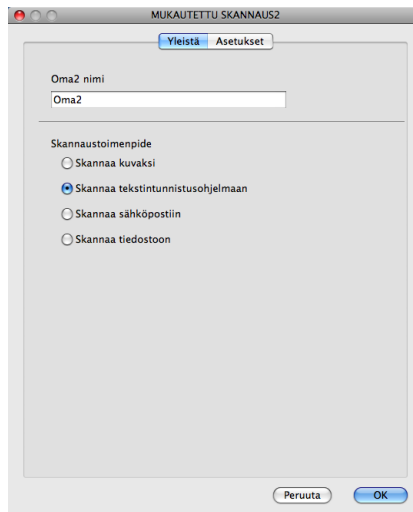 MUKAUTETTU SKANNAUS2
Yleistä Asetukset
Oma2 nimi
Oma2
Skannaustoimenpide
Skannaa kuvaksi
Skannaa tekstintunnistusohjelmaan
Skannaa sähköpostiin
Skannaa tiedostoon
Peruuta OK